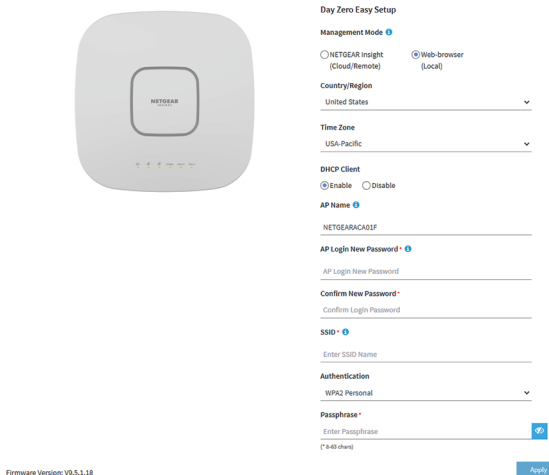 NETGEAR
Day Zero Easy Setup
Management Mode
NETGEAR Insight
(Cloud/Remote)
Web-browser
(Local)
Country/Region
United States
Time Zone
USA-Pacific
DHCP Client
Enable
Disable
AP Name
NETGEARACA01F
AP Login New Password*
AP Login New Password
Confirm New Password*
Confirm Login Password
SSID*
Enter SSID Name
Authentication
WPA2 Personal
Passphrase*
Enter Passphrase
(* 8-63 chars)
Firmware Version: V9.5.1.18
Apply